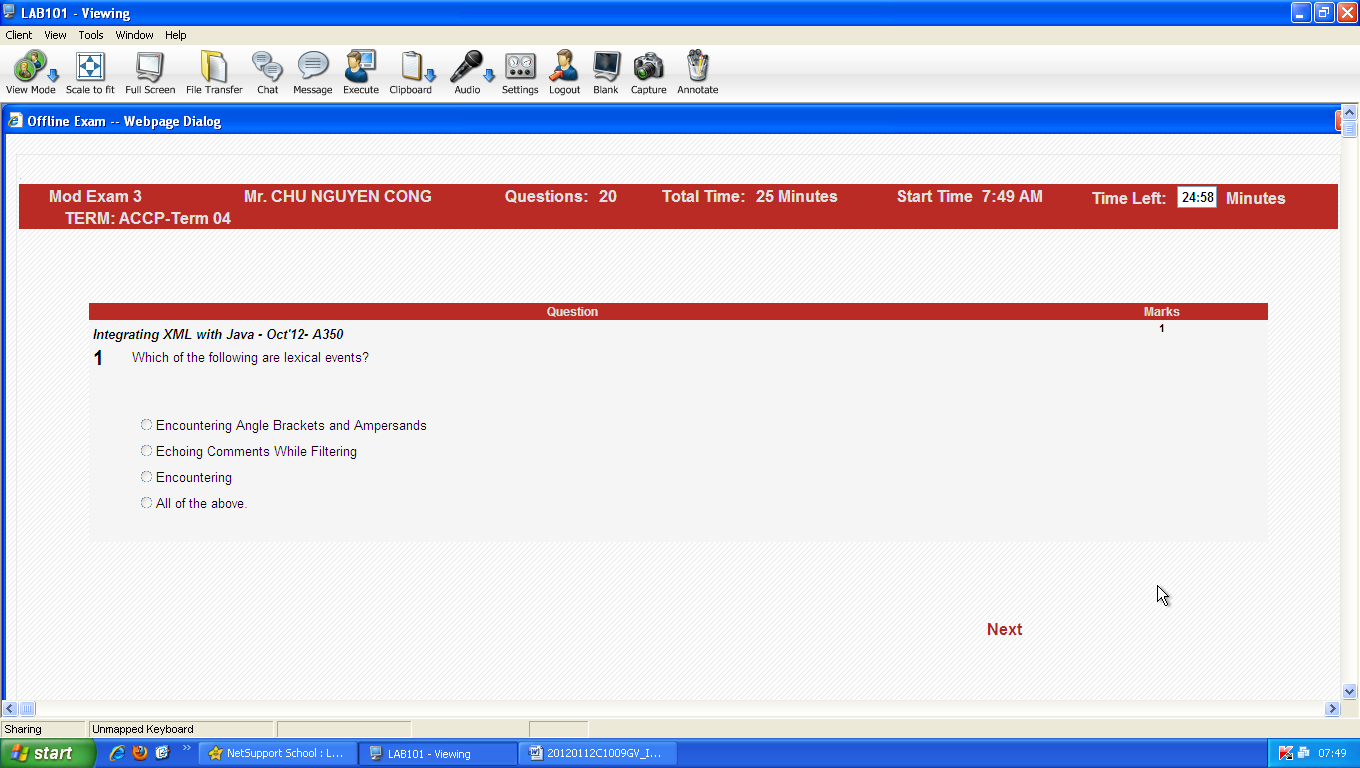 LAB101 - Viewing
Client View Tools Window Help
View Mode Scale to fit Full Screen File Transfer Chat Message Execute Clipboard Audio Settings Logout Blank Capture Annotate
Offline Exam -- Webpage Dialog
Mod Exam 3 Mr. CHU NGUYEN CONG Questions: 20 Total Time: 25 Minutes Start Time 7:49 AM Time Left: 24:58 Minutes
TERM: ACCP-Term 04
Question Marks
Integrating XML with Java - Oct'12- A350 1
1 Which of the following are lexical events?
Encountering Angle Brackets and Ampersands
Echoing Comments While Filtering
Encountering
All of the above.
Next
Sharing Unmapped Keyboard
start NetSupport School : L... LAB101 - Viewing 20120112C1009GV_I... 07:49